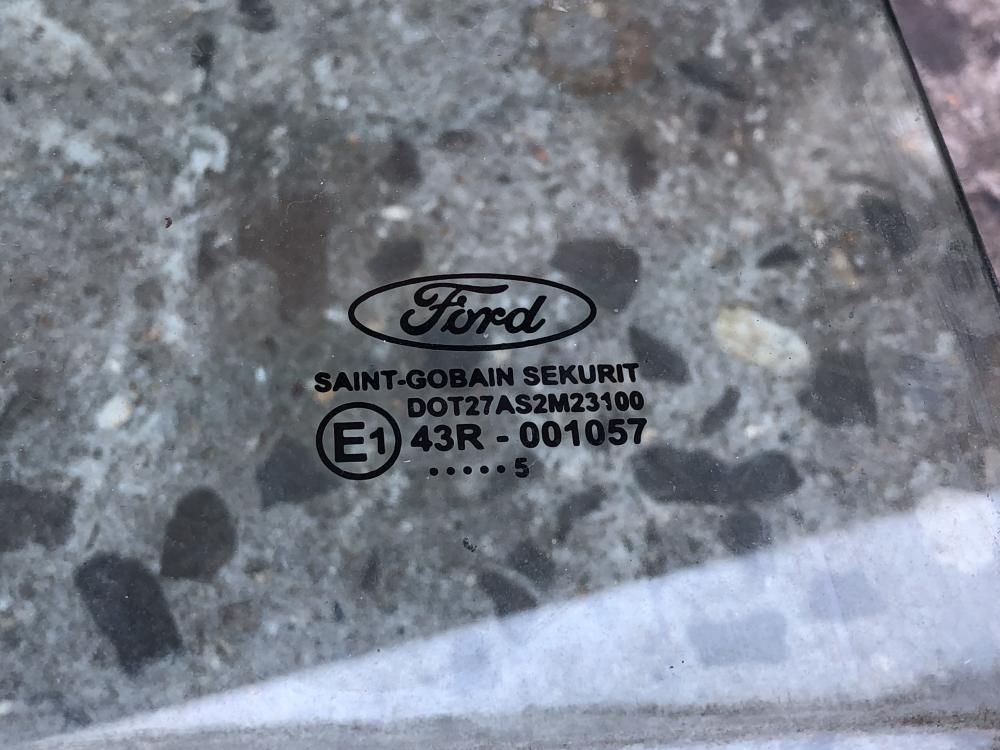 Ford
SAINT-GOBAIN SEKURIT
DOT27AS2M23100
E1 43R - 001057
.....5